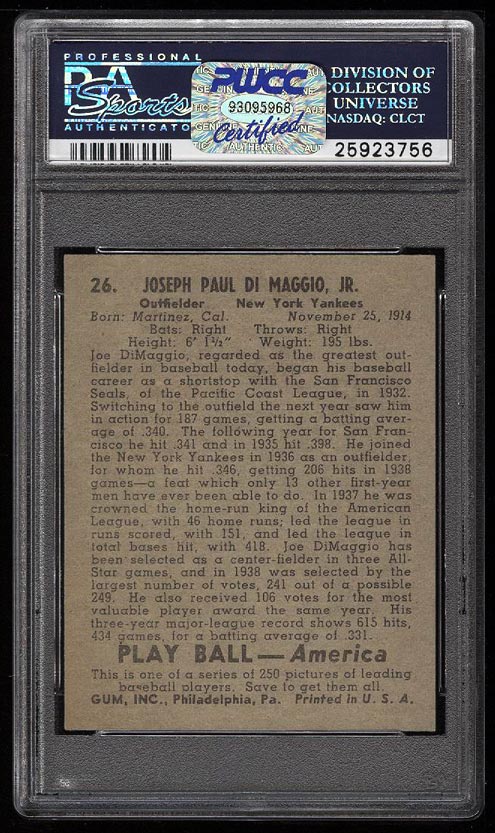 PROFESSIONAL
PSA
Sports
AUTHENTICATO
PWCC
93095968
Certified
AUTHENTIC
DIVISION OF
COLLECTORS
UNIVERSE
NASDAQ: CLCT
25923756
26. JOSEPH PAUL DI MAGGIO, JR.
Outfielder New York Yankees
Born: Martinez, Cal. November 25, 1914
Bats: Right Throws: Right
Height: 6' 1½" Weight: 195 lbs.
Joe DiMaggio, regarded as the greatest out-
fielder in baseball today, began his baseball
career as a shortstop with the San Francisco
Seals, of the Pacific Coast League, in 1932.
Switching to the outfield the next year saw him
in action for 187 games, getting a batting aver-
age of .340. The following year for San Fran-
cisco he hit .341 and in 1935 hit .398. He joined
the New York Yankees in 1936 as an outfielder,
for whom he hit .346, getting 206 hits in 1938
games—a feat which only 13 other first-year
men have ever been able to do. In 1937 he was
crowned the home-run king of the American
League, with 46 home runs; led the league in
runs scored, with 151, and led the league in
total bases hit, with 418. Joe DiMaggio has
been selected as a center-fielder in three All-
Star games, and in 1938 was selected by the
largest number of votes, 241 out of a possible
249. He also received 106 votes for the most
valuable player award the same year. His
three-year major-league record shows 615 hits,
434 games, for a batting average of .331.
PLAY BALL—America
This is one of a series of 250 pictures of leading
baseball players. Save to get them all.
GUM, INC., Philadelphia, Pa. Printed in U. S. A.